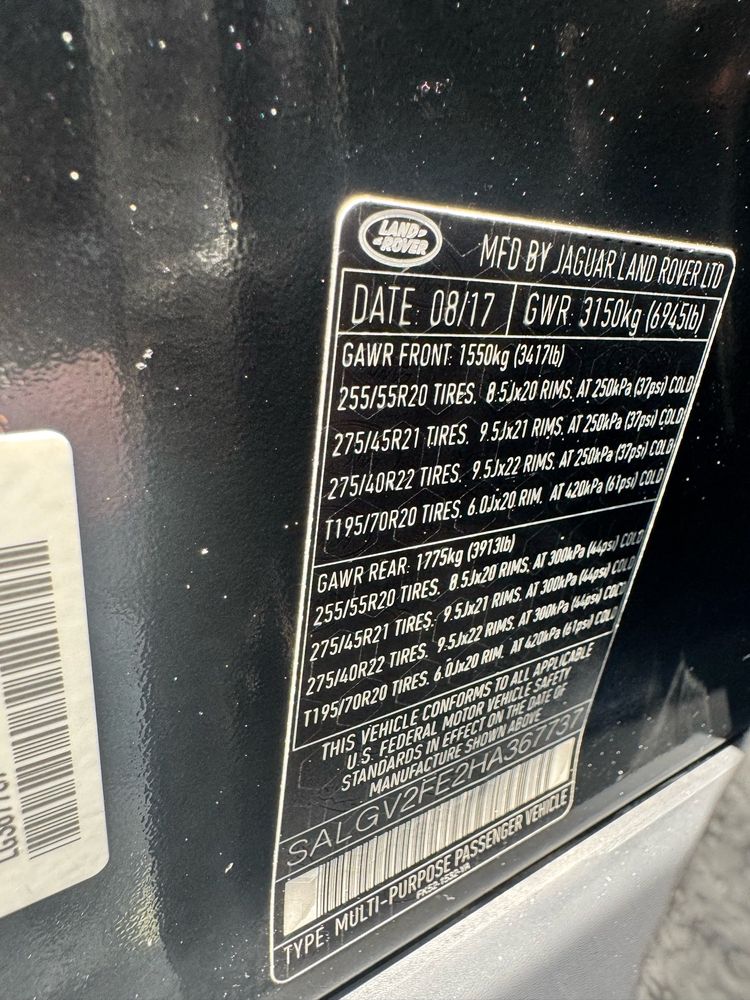 LAND-
-ROVER
MFD BY JAGUAR LAND ROVER LTD
DATE: 08/17 GWR: 3150kg (6945lb)
GAWR FRONT: 1550kg (3417lb)
255/55R20 TIRES. 8.5Jx20 RIMS. AT 250kPa (37psi) COLD
275/45R21 TIRES. 9.5Jx21 RIMS. AT 250kPa (37psi) COLD
275/40R22 TIRES. 9.5Jx22 RIMS. AT 250kPa (37psi) COLD
T195/70R20 TIRES. 6.0Jx20 RIM. AT 420kPa (61psi) COLD
GAWR REAR: 1775kg (3913lb)
255/55R20 TIRES. 8.5Jx20 RIMS. AT 300kPa (44psi) COLD
275/45R21 TIRES. 9.5Jx21 RIMS. AT 300kPa (44psi) COLD
275/40R22 TIRES. 9.5Jx22 RIMS. AT 300kPa (44psi) COLD
T195/70R20 TIRES. 6.0Jx20 RIM. AT 420kPa (61psi) COLD
THIS VEHICLE CONFORMS TO ALL APPLICABLE
U.S. FEDERAL MOTOR VEHICLE SAFETY
STANDARDS IN EFFECT ON THE DATE OF
MANUFACTURE SHOWN ABOVE
SALGV2FE2HA367737
TYPE: MULTI-PURPOSE PASSENGER VEHICLE